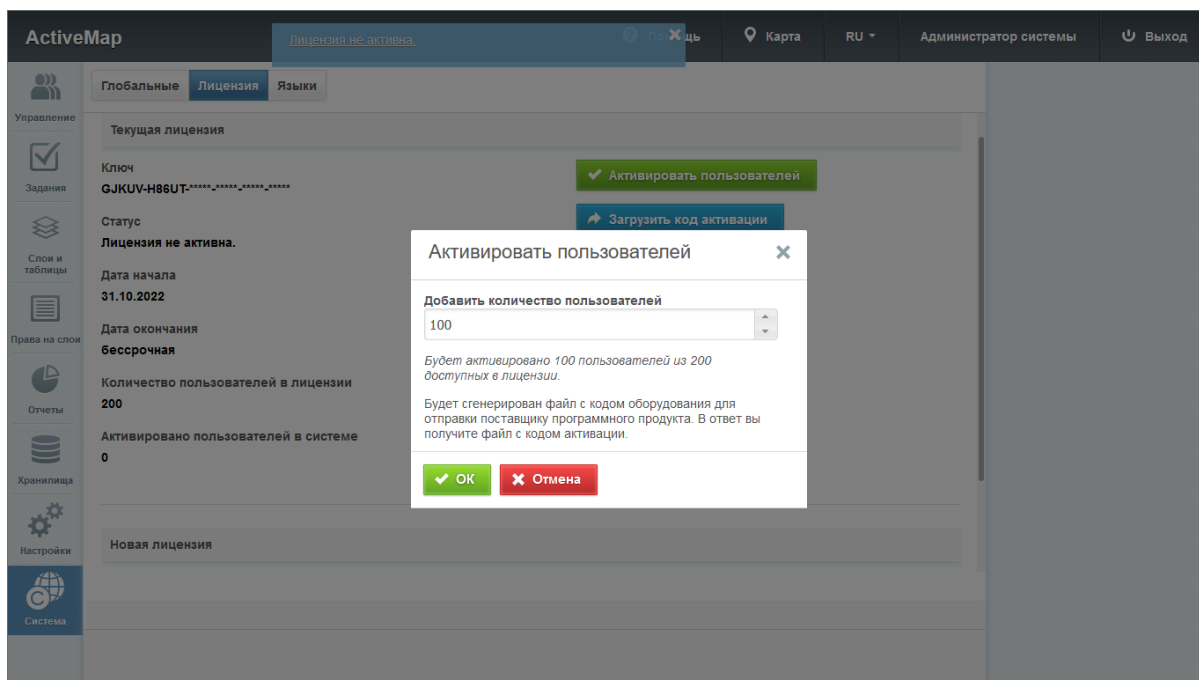 ActiveMap
Лицензия не активна.
Карта
RU
Администратор системы
Выход
Глобальные
Лицензия
Языки
Управление
Задания
Слои и
таблицы
Права на слои
Отчеты
Хранилища
Настройки
Система
Текущая лицензия
Ключ
GJKUV-H86UT-*****-*****-*****-*****
Статус
Лицензия не активна.
Дата начала
31.10.2022
Дата окончания
бессрочная
Количество пользователей в лицензии
200
Активировано пользователей в системе
0
Активировать пользователей
Загрузить код активации
Активировать пользователей
Добавить количество пользователей
100
Будет активировано 100 пользователей из 200
доступных в лицензии.
Будет сгенерирован файл с кодом оборудования для
отправки поставщику программного продукта. В ответ вы
получите файл с кодом активации.
ОК
Отмена
Новая лицензия